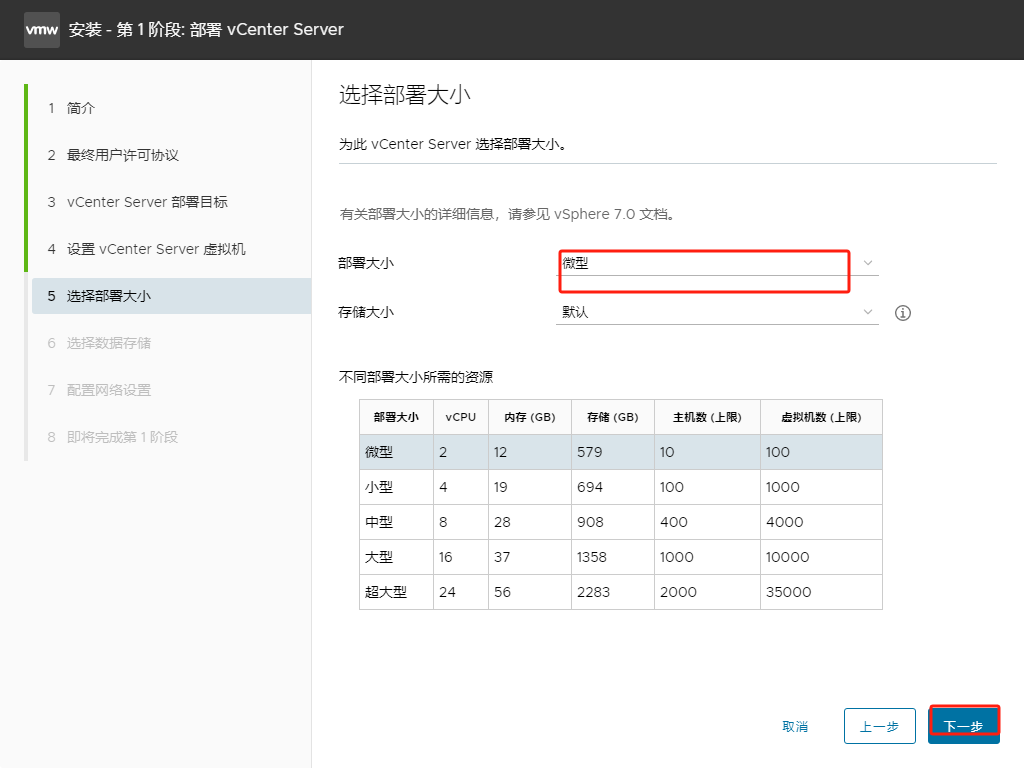 vmw 安装 - 第 1 阶段: 部署 vCenter Server
1 简介
2 最终用户许可协议
3 vCenter Server 部署目标
4 设置 vCenter Server 虚拟机
5 选择部署大小
6 选择数据存储
7 配置网络设置
8 即将完成第 1 阶段
选择部署大小
为此 vCenter Server 选择部署大小。
有关部署大小的详细信息，请参见 vSphere 7.0 文档。
部署大小 微型
存储大小 默认
不同部署大小所需的资源
部署大小 vCPU 内存 (GB) 存储 (GB) 主机数 (上限) 虚拟机数 (上限)
微型 2 12 579 10 100
小型 4 19 694 100 1000
中型 8 28 908 400 4000
大型 16 37 1358 1000 10000
超大型 24 56 2283 2000 35000
取消 上一步 下一步